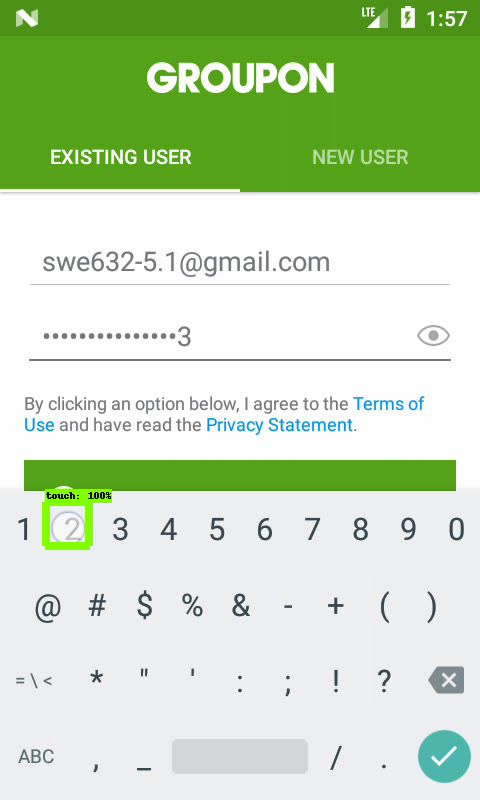 LTE 1:57
GROUPON
EXISTING USER NEW USER
swe632-5.1@gmail.com
•••••••••••••••3
By clicking an option below, I agree to the Terms of
Use and have read the Privacy Statement.
touch: 100%
1 2 3 4 5 6 7 8 9 0
@ # $ % & - + ( )
= \ < * " ' : ; ! ?
ABC , _ / .